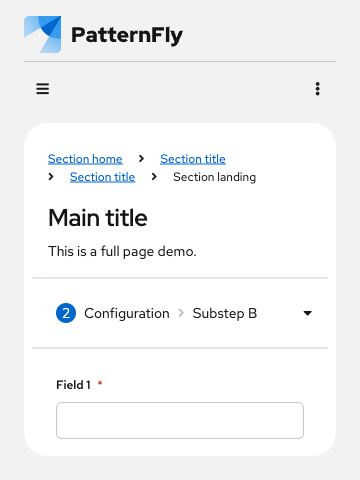 PatternFly
Section home > Section title
> Section title > Section landing
Main title
This is a full page demo.
2 Configuration > Substep B
Field 1 *